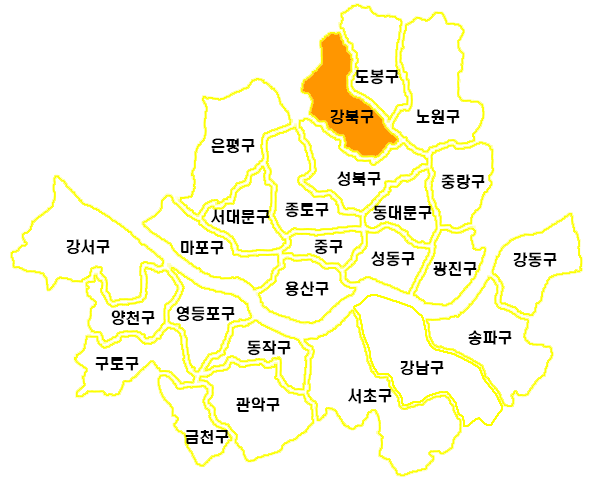 도봉구
강북구
노원구
은평구
성북구
중랑구
서대문구
종토구
동대문구
강서구
마포구
중구
성동구
광진구
강동구
용산구
양천구
영등포구
송파구
동작구
구토구
강남구
서초구
관악구
금천구